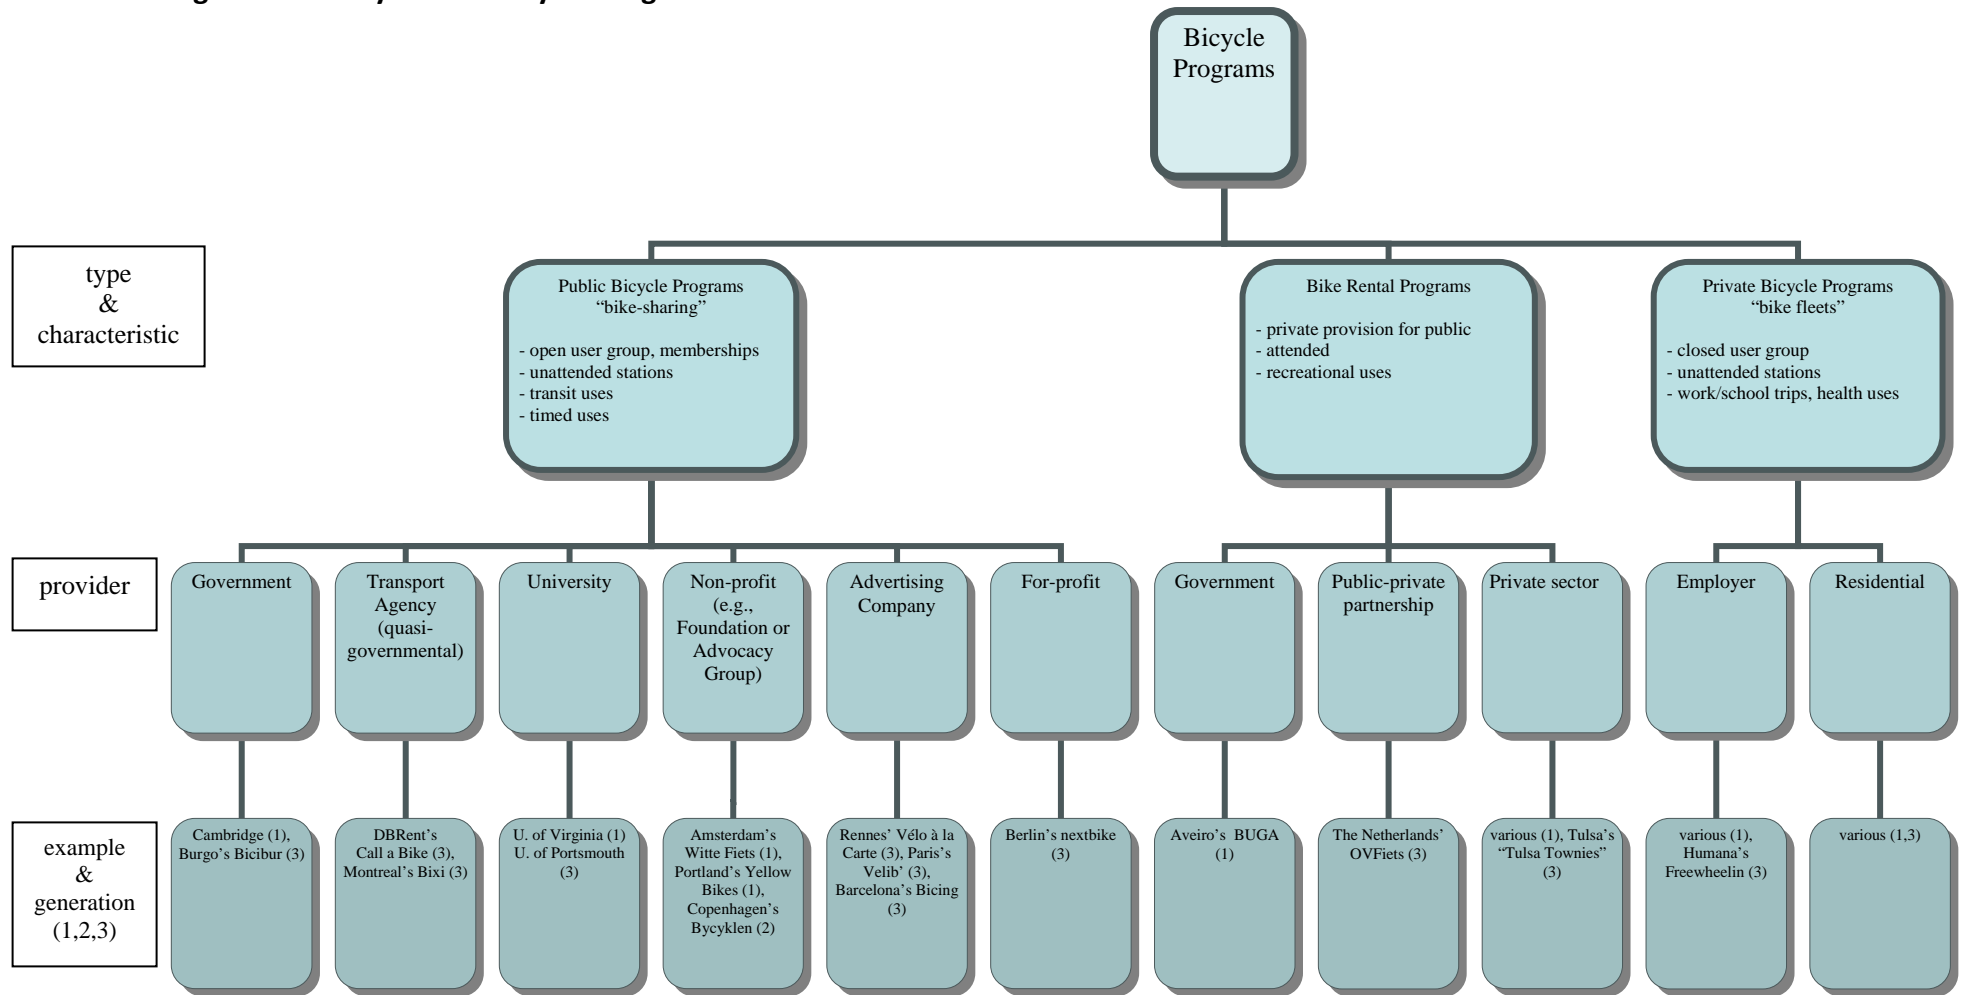 Bicycle
Programs
type
&
characteristic
Public Bicycle Programs
“bike-sharing”
- open user group, memberships
- unattended stations
- transit uses
- timed uses
Bike Rental Programs
- private provision for public
- attended
- recreational uses
Private Bicycle Programs
“bike fleets”
- closed user group
- unattended stations
- work/school trips, health uses
provider
Government
Transport
Agency
(quasi-
governmental)
University
Non-profit
(e.g.,
Foundation or
Advocacy
Group)
Advertising
Company
For-profit
Government
Public-private
partnership
Private sector
Employer
Residential
example
&
generation
(1,2,3)
Cambridge (1),
Burgo’s Bicibur (3)
DBRent’s
Call a Bike (3),
Montreal’s Bixi (3)
U. of Virginia (1)
U. of Portsmouth
(3)
Amsterdam’s
Witte Fiets (1),
Portland’s Yellow
Bikes (1),
Copenhagen’s
Bycyklen (2)
Rennes’ Vélo à la
Carte (3), Paris’s
Velib’ (3),
Barcelona’s Bicing
(3)
Berlin’s nextbike
(3)
Aveiro’s BUGA
(1)
The Netherlands’
OVFiets (3)
various (1), Tulsa’s
“Tulsa Townies”
(3)
various (1),
Humana’s
Freewheelin (3)
various (1,3)